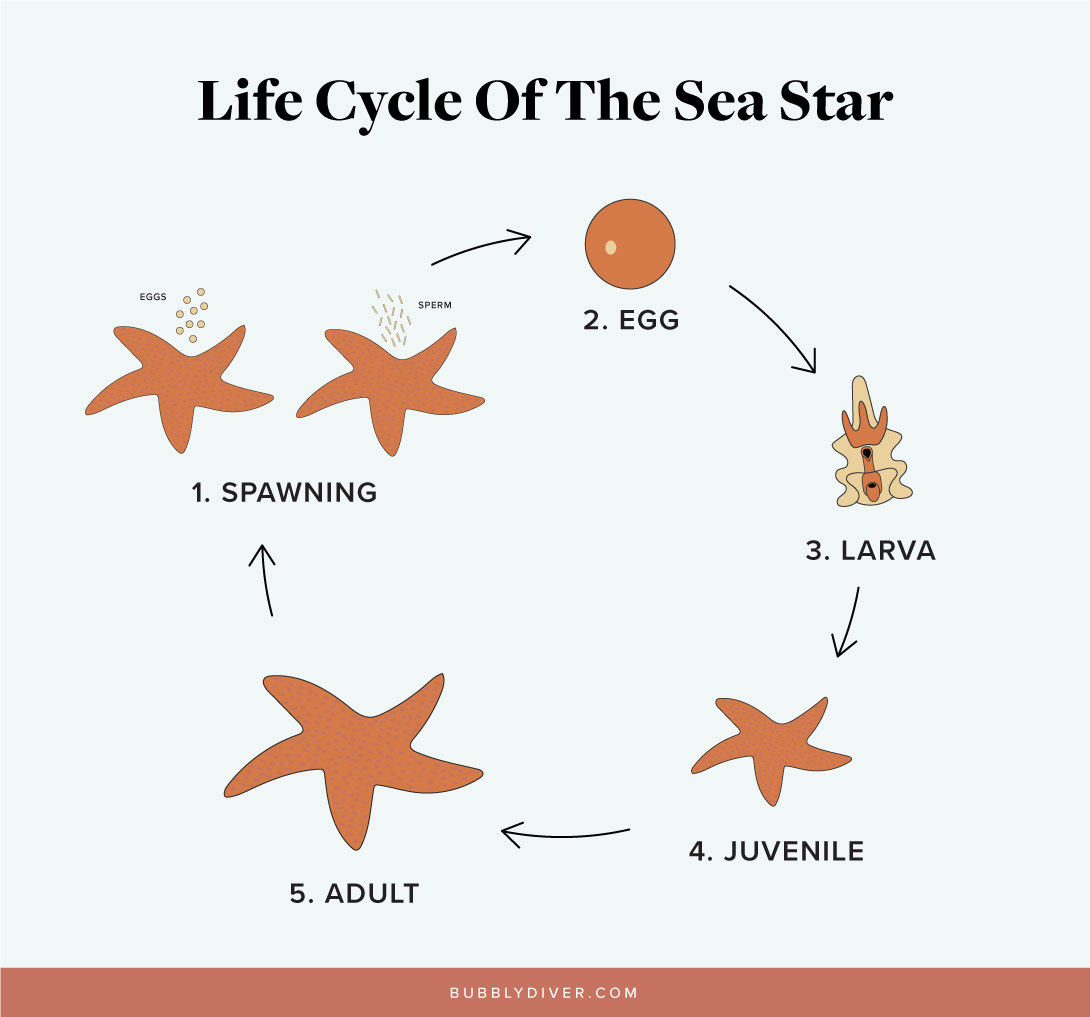 Life Cycle Of The Sea Star
EGGS
SPERM
1. SPAWNING
2. EGG
3. LARVA
4. JUVENILE
5. ADULT
BUBBLYDIVER.COM